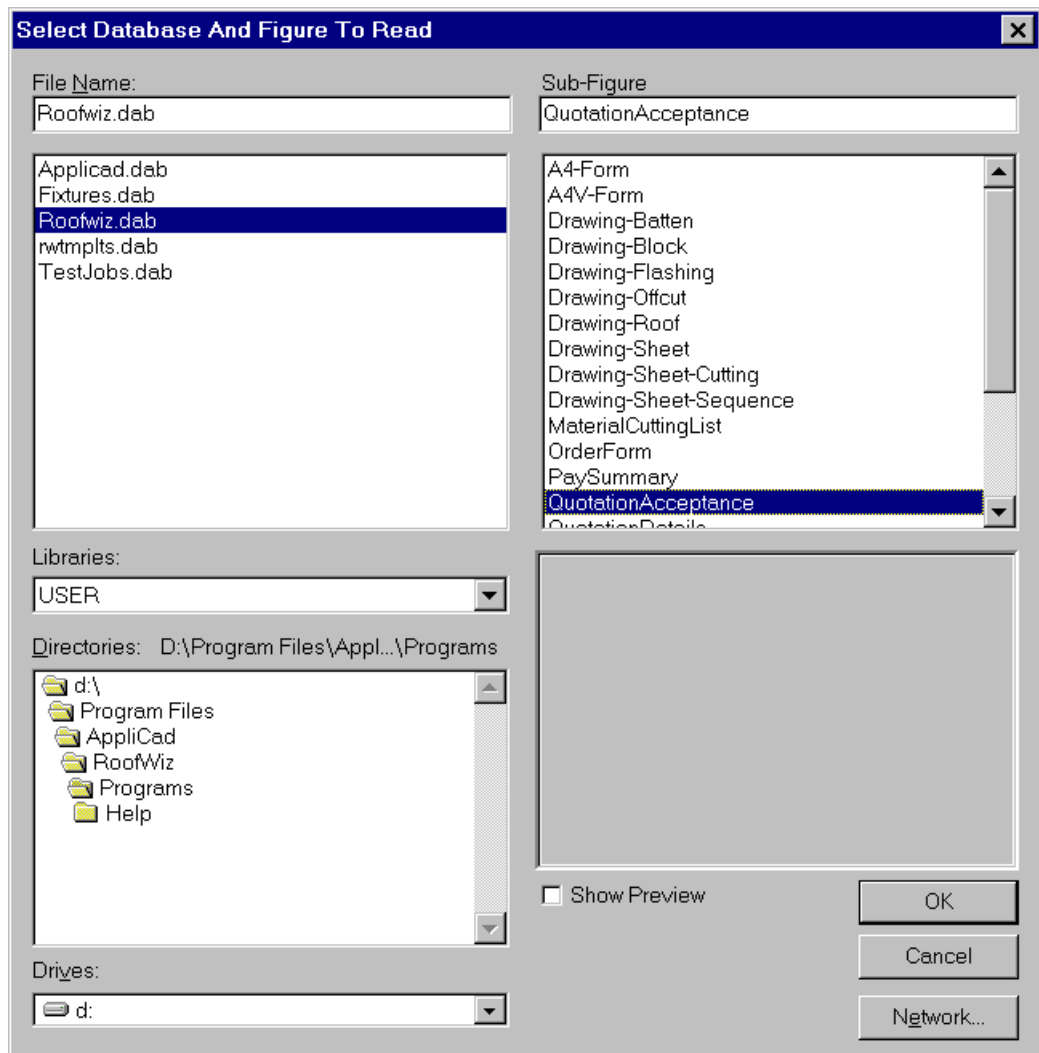 Select Database And Figure To Read
File Name:
Roofwiz.dab
Applicad.dab
Fixtures.dab
Roofwiz.dab
rwtmplts.dab
TestJobs.dab
Sub-Figure
QuotationAcceptance
A4-Form
A4V-Form
Drawing-Batten
Drawing-Block
Drawing-Flashing
Drawing-Offcut
Drawing-Roof
Drawing-Sheet
Drawing-Sheet-Cutting
Drawing-Sheet-Sequence
MaterialCuttingList
OrderForm
PaySummary
QuotationAcceptance
QuotationDetails
Libraries:
USER
Directories: D:\Program Files\Appl...\Programs
d:\
Program Files
AppliCad
RoofWiz
Programs
Help
Drives:
d:
Show Preview
OK
Cancel
Network...